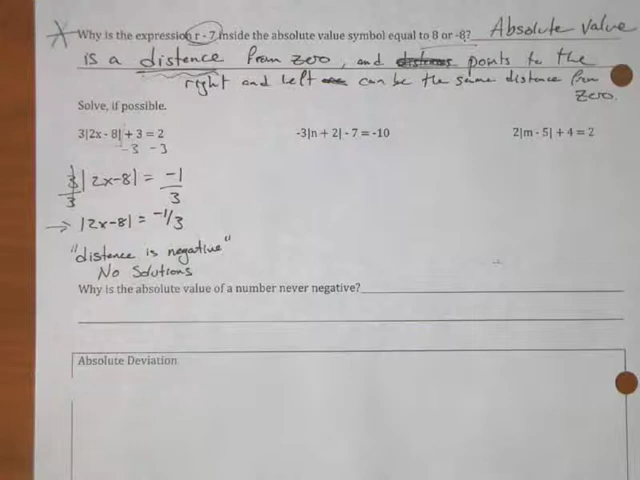 Why is the expression r - 7 inside the absolute value symbol equal to 8 or -8? Absolute value
is a distance from zero, and points to the
right and left can be the same distance from
zero.
Solve, if possible.
3|2x - 8| + 3 = 2 -3|n + 2| - 7 = -10 2|m - 5| + 4 = 2
-3 -3
3/3 |2x-8| = -1/3
→ |2x-8| = -1/3
"distance is negative"
No Solutions
Why is the absolute value of a number never negative?
Absolute Deviation